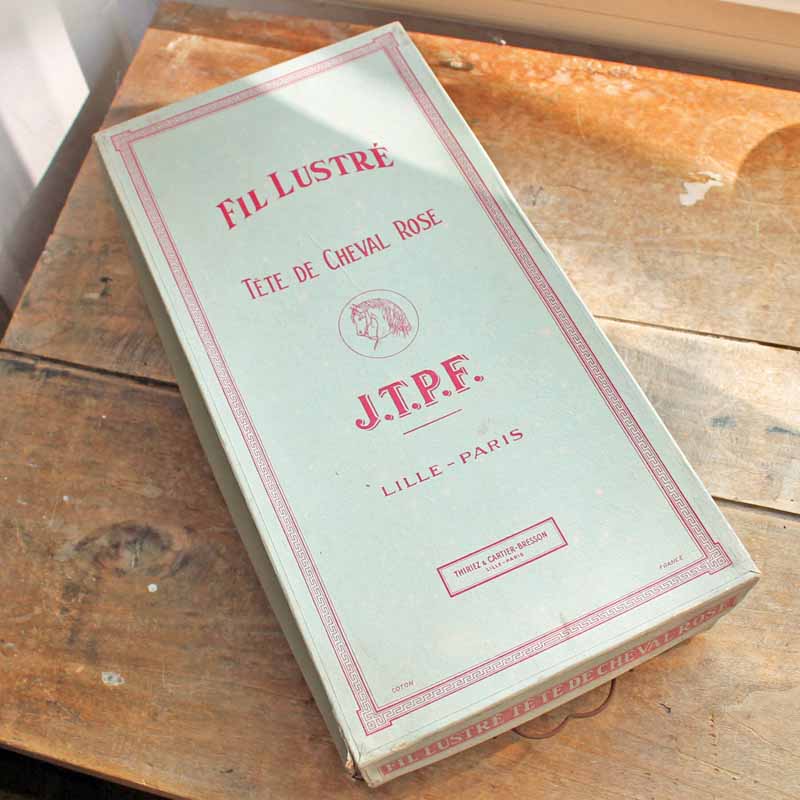 FIL LUSTRÉ
TÊTE DE CHEVAL ROSE
J.T.P.F.
LILLE-PARIS
THIRIEZ & CARTIER-BRESSON
LILLE-PARIS
FRANCE
COTON
FIL LUSTRÉ TÊTE DE CHEVAL ROSE